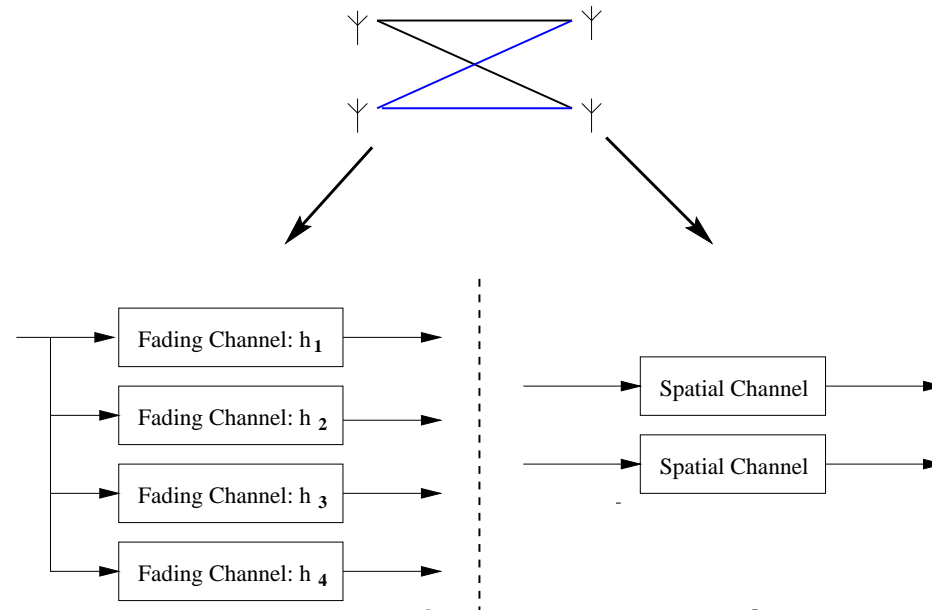 Fading Channel: h 1
Fading Channel: h 2
Fading Channel: h 3
Fading Channel: h 4
Spatial Channel
Spatial Channel